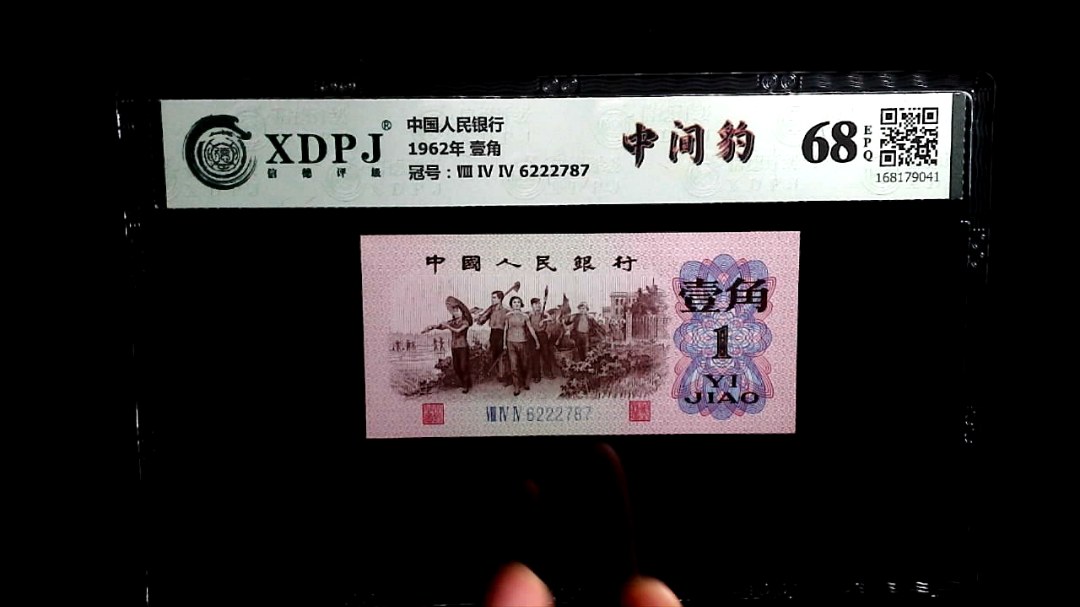 XDPJ®
信德评级
中国人民银行
1962年 壹角
冠号：Ⅷ Ⅳ Ⅳ 6222787
中间豹
68
EPQ
168179041
中國人民銀行
壹角
1
YI
JIAO
Ⅷ Ⅳ Ⅳ 6222787